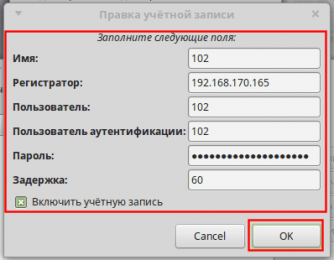 Правка учётной записи
Заполните следующие поля:
Имя: 102
Регистратор: 192.168.170.165
Пользователь: 102
Пользователь аутентификации: 102
Пароль: ••••••••••••••••••••
Задержка: 60
Включить учётную запись
Cancel OK